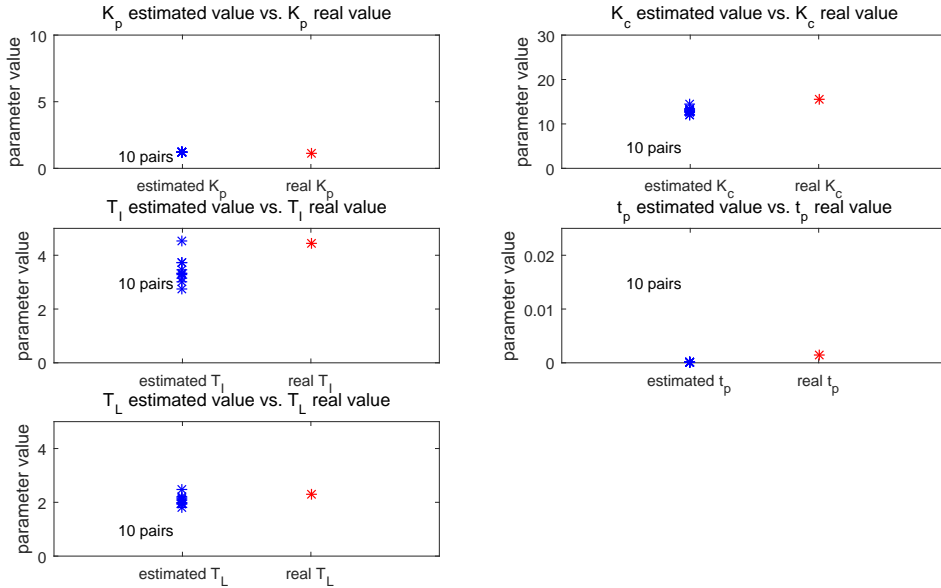 K_p estimated value vs. K_p real value
parameter value
10
5
0
10 pairs
estimated K_p
real K_p
K_c estimated value vs. K_c real value
parameter value
30
20
10
0
10 pairs
estimated K_c
real K_c
T_I estimated value vs. T_I real value
parameter value
4
2
0
10 pairs
estimated T_I
real T_I
t_p estimated value vs. t_p real value
parameter value
0.02
0.01
0
10 pairs
estimated t_p
real t_p
T_L estimated value vs. T_L real value
parameter value
4
2
0
10 pairs
estimated T_L
real T_L